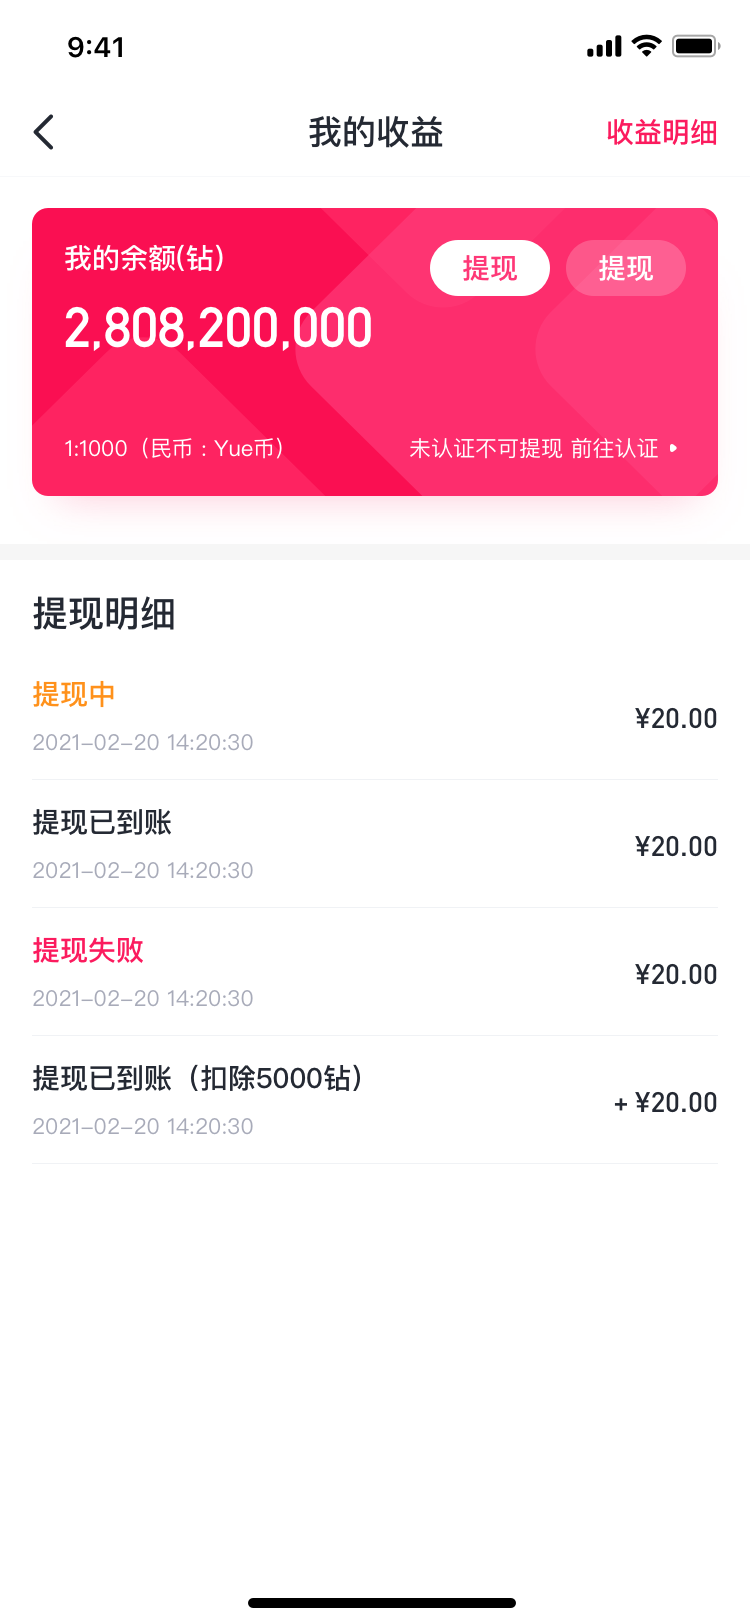 9:41
我的收益
收益明细
我的余额(钻)
提现
提现
2,808,200,000
1:1000（民币：Yue币）
未认证不可提现 前往认证
提现明细
提现中
¥20.00
2021-02-20 14:20:30
提现已到账
¥20.00
2021-02-20 14:20:30
提现失败
¥20.00
2021-02-20 14:20:30
提现已到账（扣除5000钻）
+ ¥20.00
2021-02-20 14:20:30